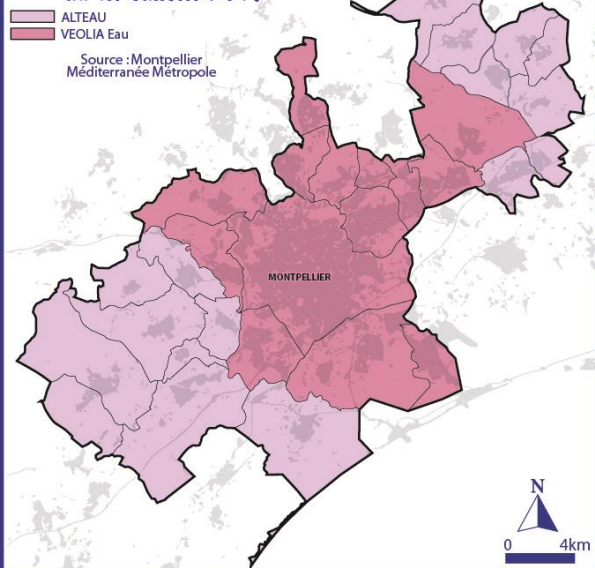 ALTEAU
VEOLIA Eau
Source : Montpellier
Méditerranée Métropole
MONTPELLIER
N
0 4km